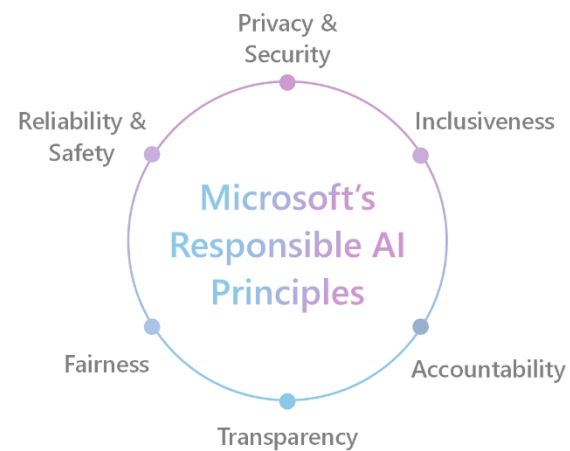 Privacy &
Security
Reliability &
Safety
Inclusiveness
Microsoft's
Responsible AI
Principles
Fairness
Accountability
Transparency